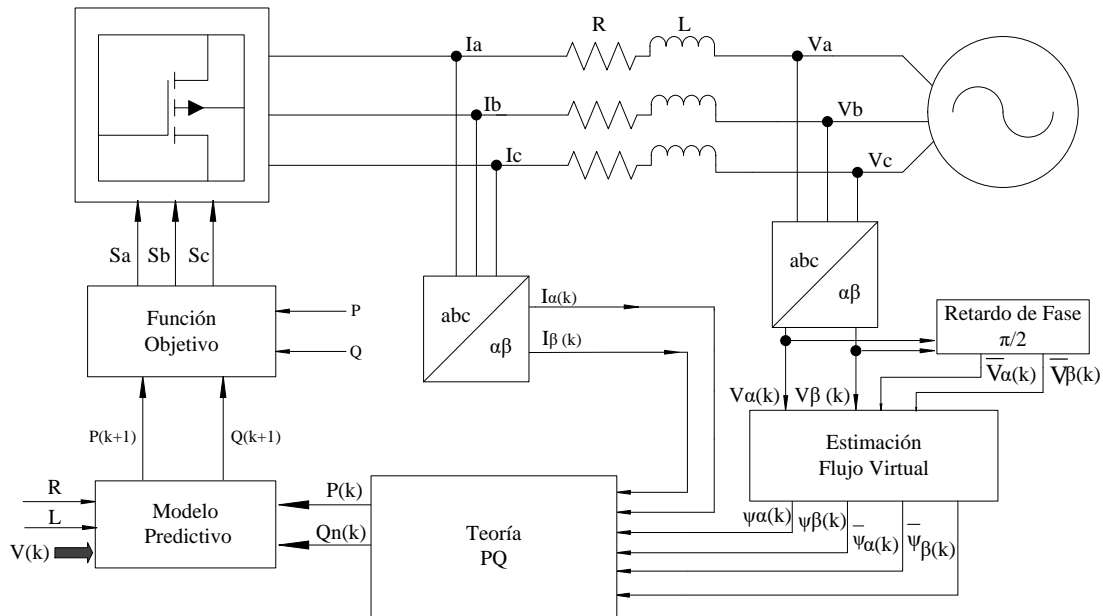 Ia
R
L
Va
Ib
Vb
Ic
Vc
Sa
Sb
Sc
abc
αβ
abc
αβ
Iα(k)
Iβ (k)
Función
Objetivo
P
Q
Retardo de Fase
π/2
V̅α(k)
V̅β(k)
Vα(k)
Vβ (k)
Estimación
Flujo Virtual
P(k+1)
Q(k+1)
R
L
V(k)
Modelo
Predictivo
P(k)
Qn(k)
Teoría
PQ
ψα(k)
ψβ(k)
ψ̅α(k)
ψ̅β(k)